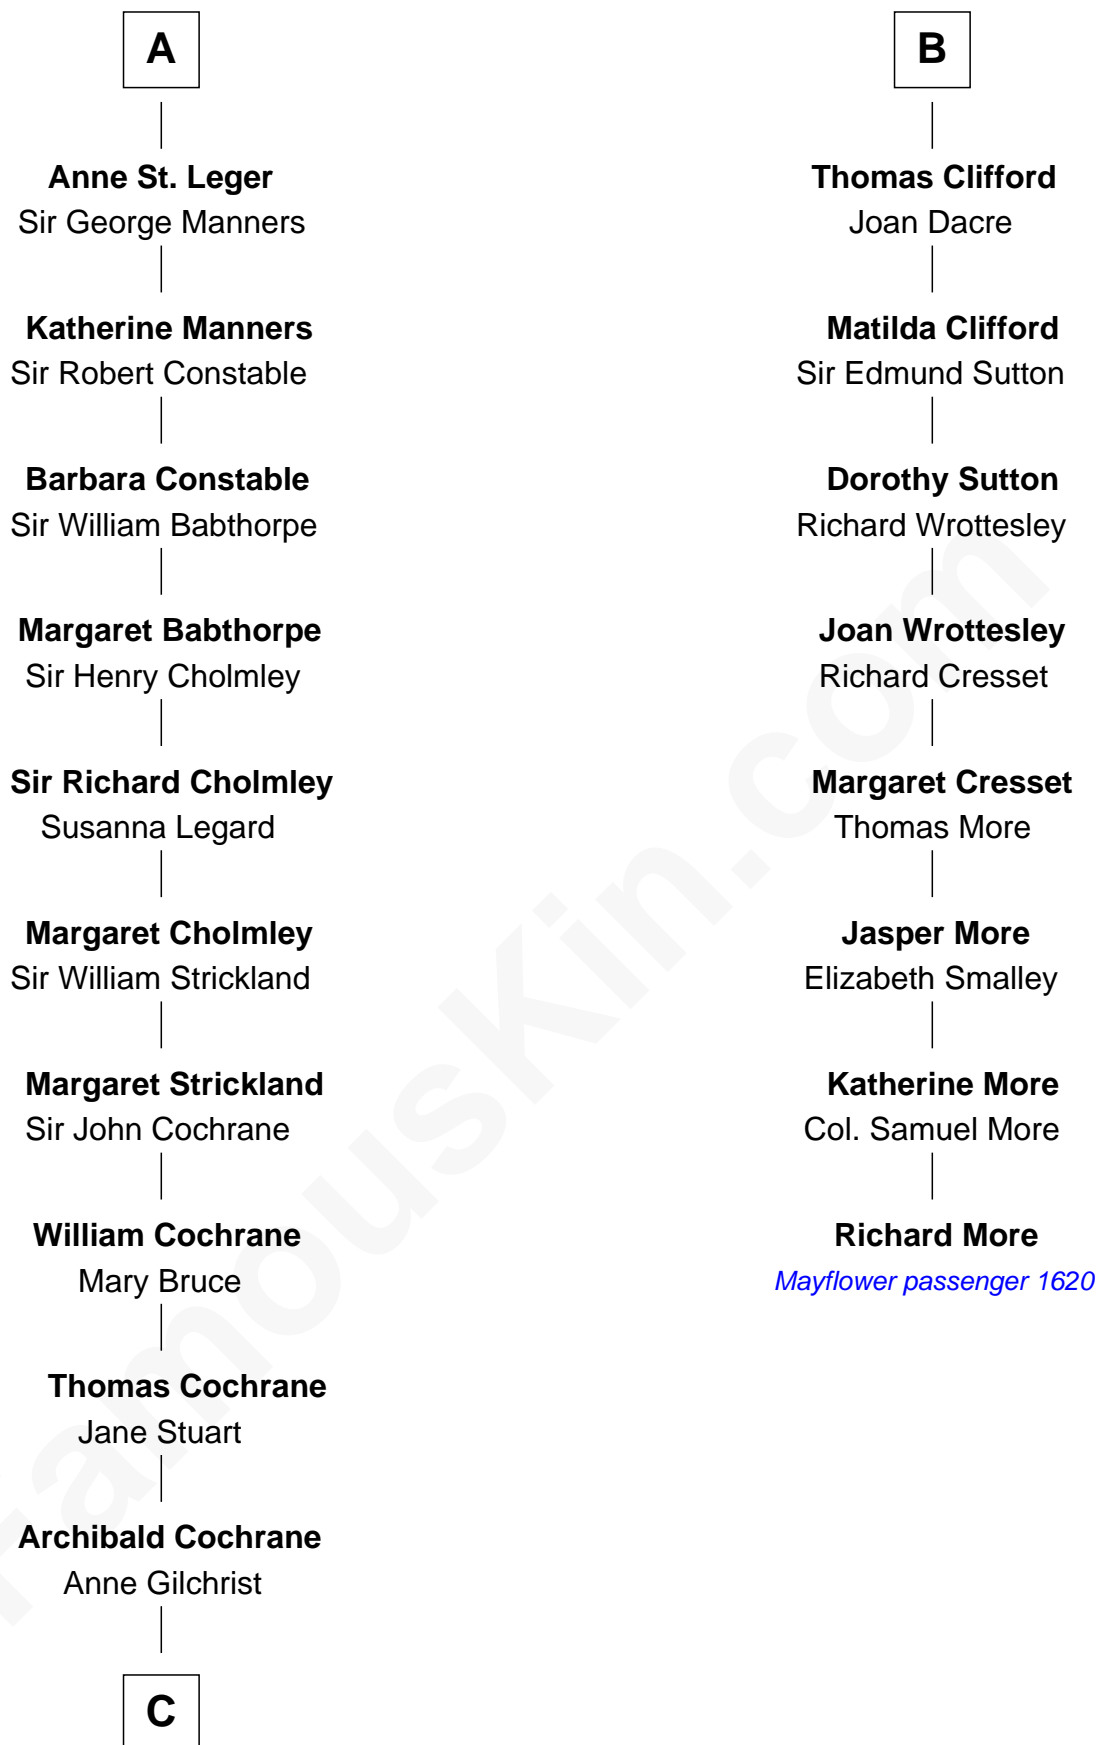 A
Anne St. Leger
Sir George Manners
Katherine Manners
Sir Robert Constable
Barbara Constable
Sir William Babthorpe
Margaret Babthorpe
Sir Henry Cholmley
Sir Richard Cholmley
Susanna Legard
Margaret Cholmley
Sir William Strickland
Margaret Strickland
Sir John Cochrane
William Cochrane
Mary Bruce
Thomas Cochrane
Jane Stuart
Archibald Cochrane
Anne Gilchrist
C
B
Thomas Clifford
Joan Dacre
Matilda Clifford
Sir Edmund Sutton
Dorothy Sutton
Richard Wrottesley
Joan Wrottesley
Richard Cresset
Margaret Cresset
Thomas More
Jasper More
Elizabeth Smalley
Katherine More
Col. Samuel More
Richard More
Mayflower passenger 1620
FamousKin.com